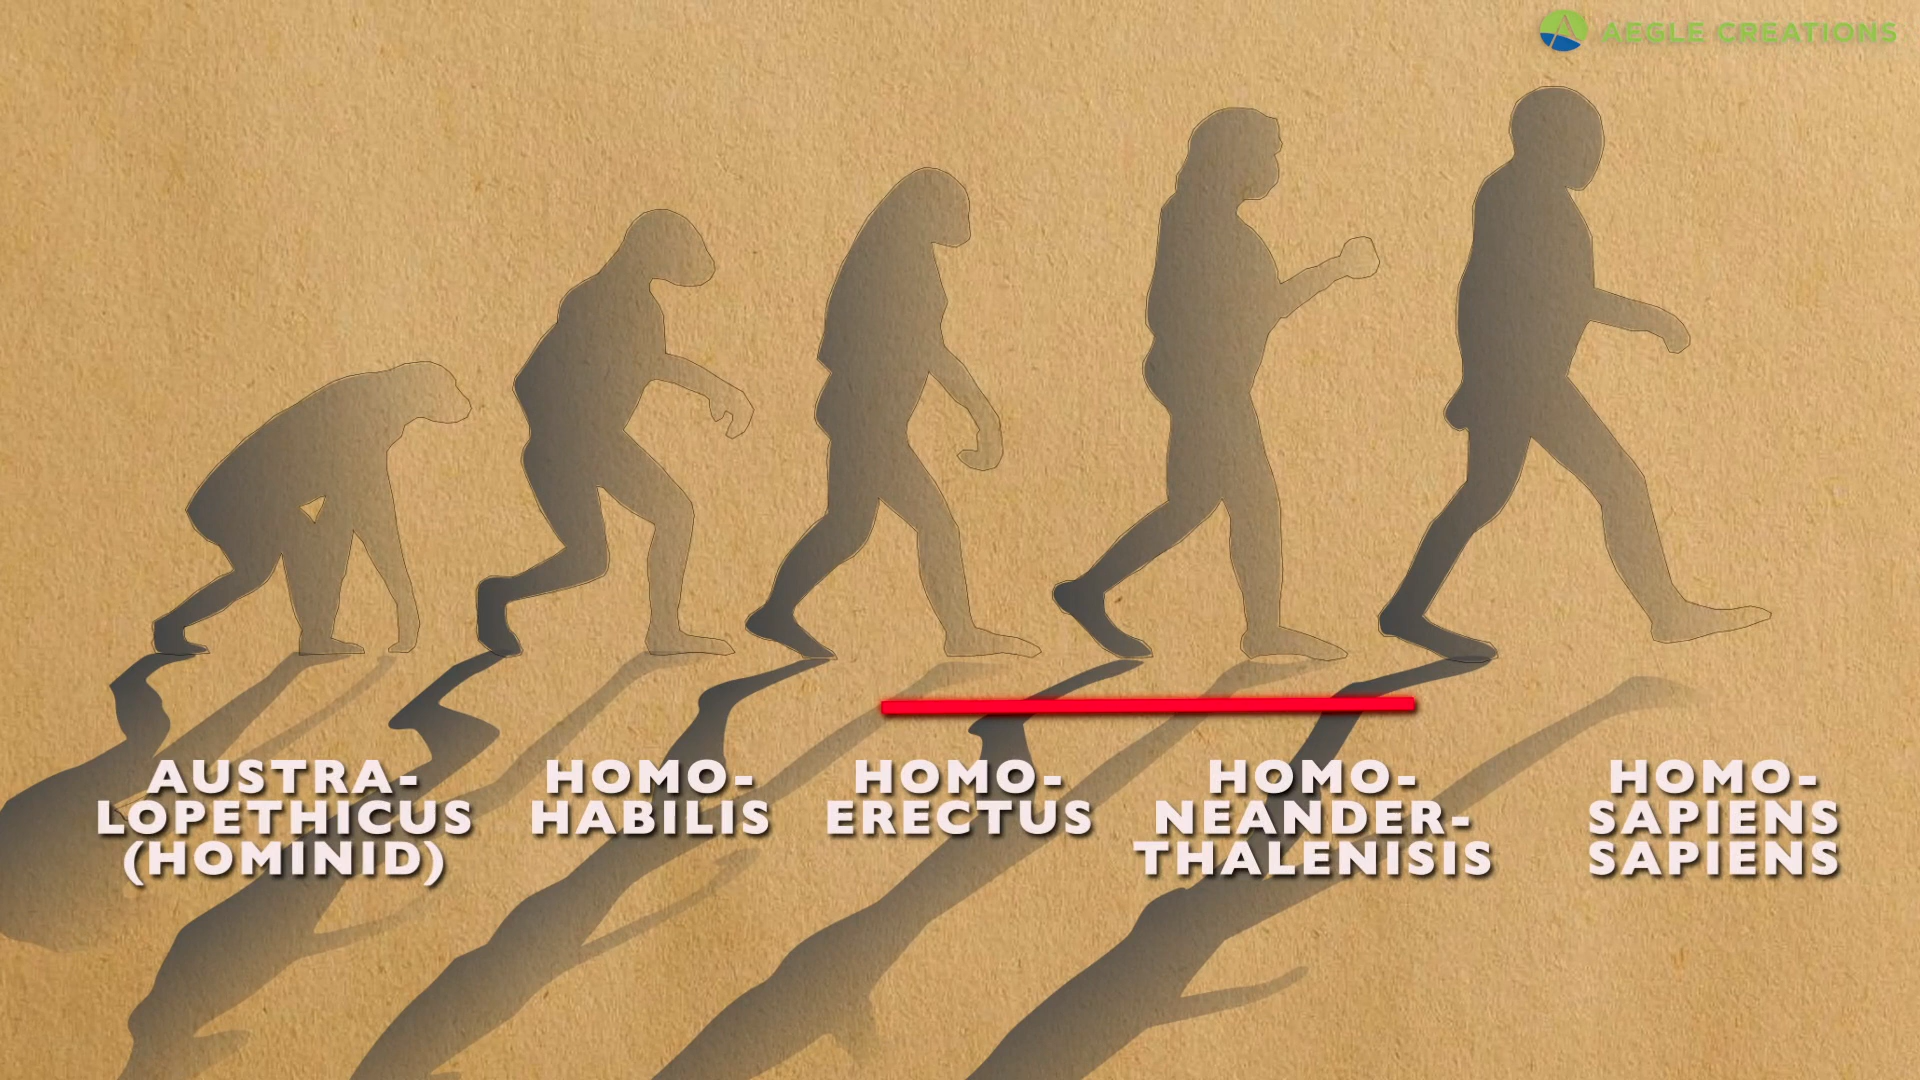 AEGLE CREATIONS
AUSTRA-
LOPETHICUS
(HOMINID)
HOMO-
HABILIS
HOMO-
ERECTUS
HOMO-
NEANDER-
THALENISIS
HOMO-
SAPIENS
SAPIENS